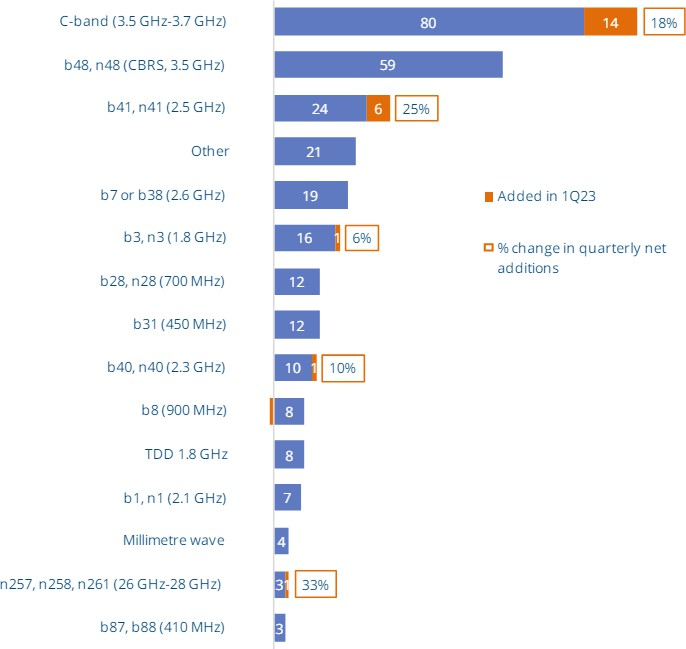 C-band (3.5 GHz-3.7 GHz) 80 14 18%
b48, n48 (CBRS, 3.5 GHz) 59
b41, n41 (2.5 GHz) 24 6 25%
Other 21
b7 or b38 (2.6 GHz) 19
Added in 1Q23
b3, n3 (1.8 GHz) 16 1 6%
% change in quarterly net
additions
b28, n28 (700 MHz) 12
b31 (450 MHz) 12
b40, n40 (2.3 GHz) 10 1 10%
b8 (900 MHz) 8
TDD 1.8 GHz 8
b1, n1 (2.1 GHz) 7
Millimetre wave 4
n257, n258, n261 (26 GHz-28 GHz) 3 1 33%
b87, b88 (410 MHz) 3